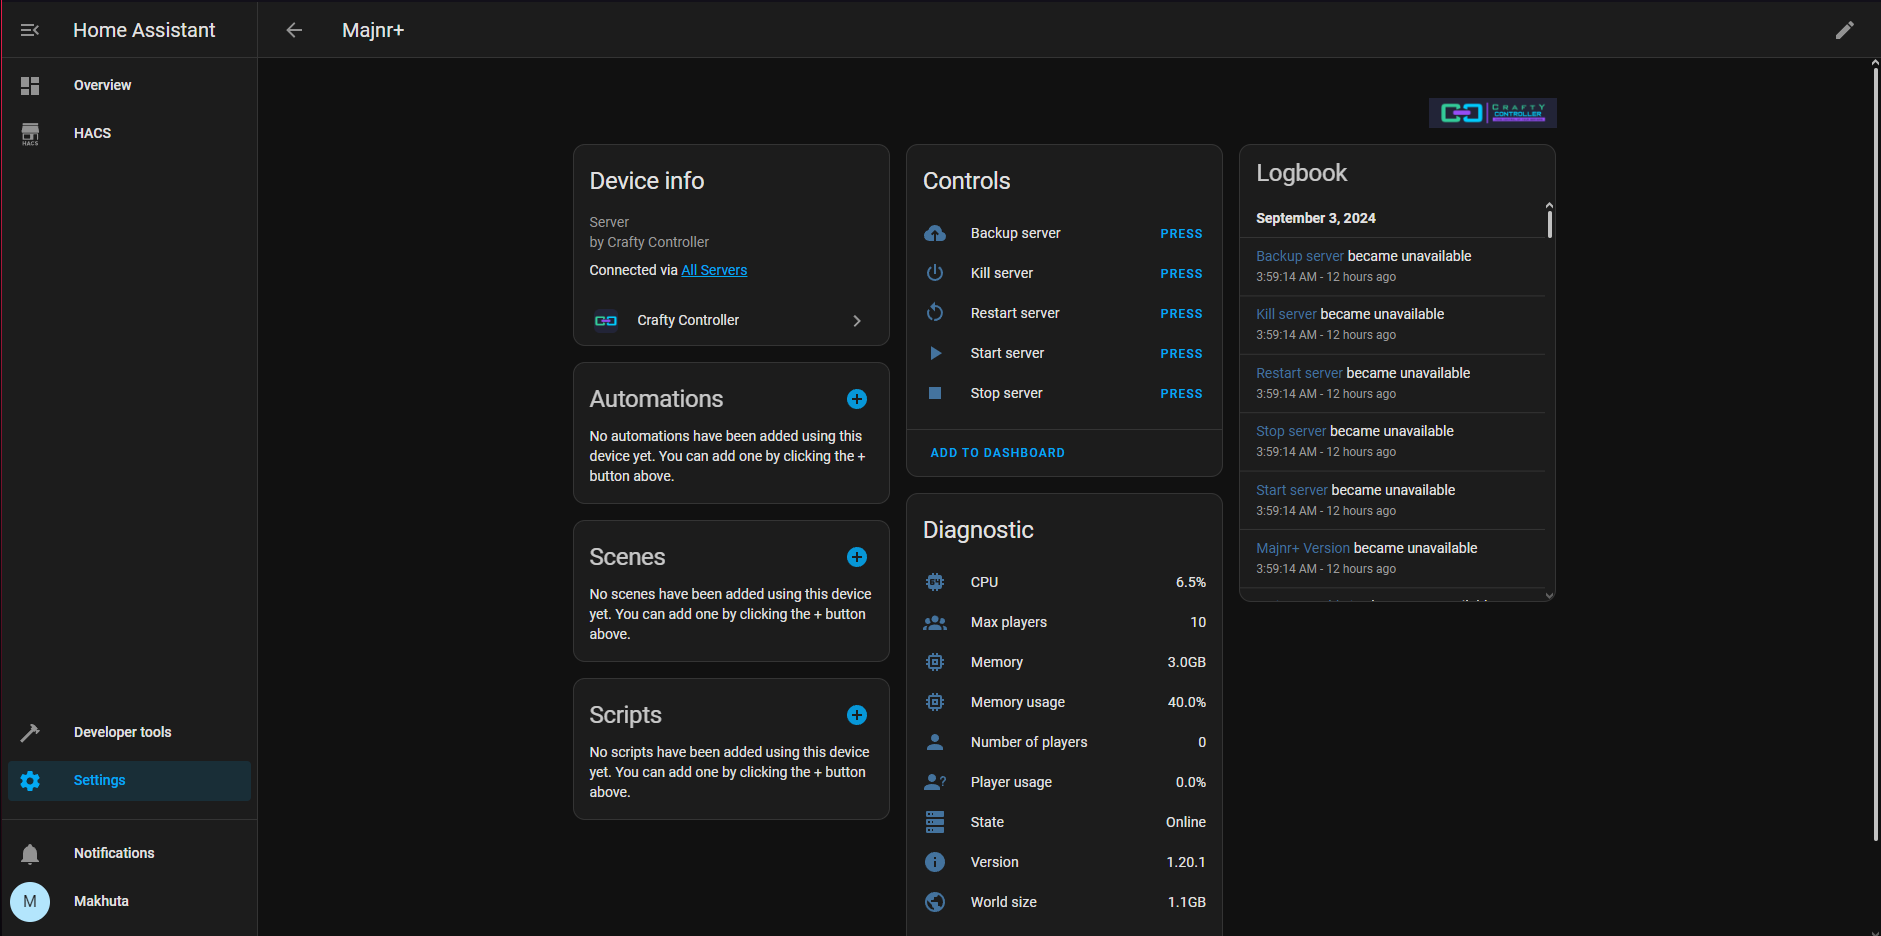 Home Assistant
Majnr+
Overview
HACS
HACS
Developer tools
Settings
Notifications
M
Makhuta
CRAFTY
CONTROLLER
Device info
Server
by Crafty Controller
Connected via All Servers
Crafty Controller
Automations
No automations have been added using this
device yet. You can add one by clicking the +
button above.
Scenes
No scenes have been added using this device
yet. You can add one by clicking the + button
above.
Scripts
No scripts have been added using this device
yet. You can add one by clicking the + button
above.
Controls
Backup server PRESS
Kill server PRESS
Restart server PRESS
Start server PRESS
Stop server PRESS
ADD TO DASHBOARD
Diagnostic
CPU 6.5%
Max players 10
Memory 3.0GB
Memory usage 40.0%
Number of players 0
Player usage 0.0%
State Online
Version 1.20.1
World size 1.1GB
Logbook
September 3, 2024
Backup server became unavailable
3:59:14 AM - 12 hours ago
Kill server became unavailable
3:59:14 AM - 12 hours ago
Restart server became unavailable
3:59:14 AM - 12 hours ago
Stop server became unavailable
3:59:14 AM - 12 hours ago
Start server became unavailable
3:59:14 AM - 12 hours ago
Majnr+ Version became unavailable
3:59:14 AM - 12 hours ago